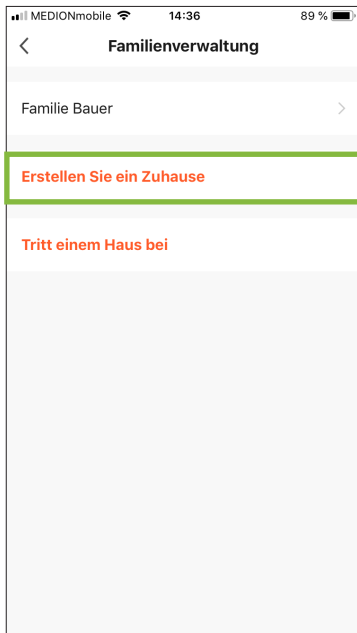 MEDIONmobile 14:36 89 %
Familienverwaltung
Familie Bauer
Erstellen Sie ein Zuhause
Tritt einem Haus bei